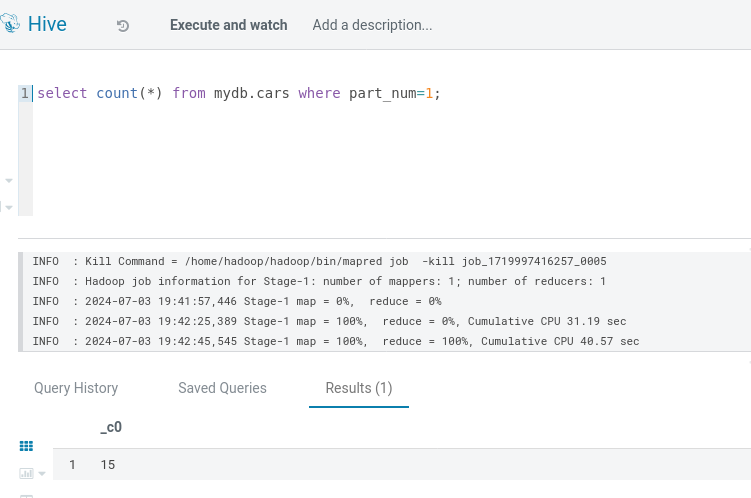 Hive Execute and watch Add a description...
1 select count(*) from mydb.cars where part_num=1;
INFO : Kill Command = /home/hadoop/hadoop/bin/mapred job -kill job_1719997416257_0005
INFO : Hadoop job information for Stage-1: number of mappers: 1; number of reducers: 1
INFO : 2024-07-03 19:41:57,446 Stage-1 map = 0%, reduce = 0%
INFO : 2024-07-03 19:42:25,389 Stage-1 map = 100%, reduce = 0%, Cumulative CPU 31.19 sec
INFO : 2024-07-03 19:42:45,545 Stage-1 map = 100%, reduce = 100%, Cumulative CPU 40.57 sec
Query History Saved Queries Results (1)
_c0
1 15